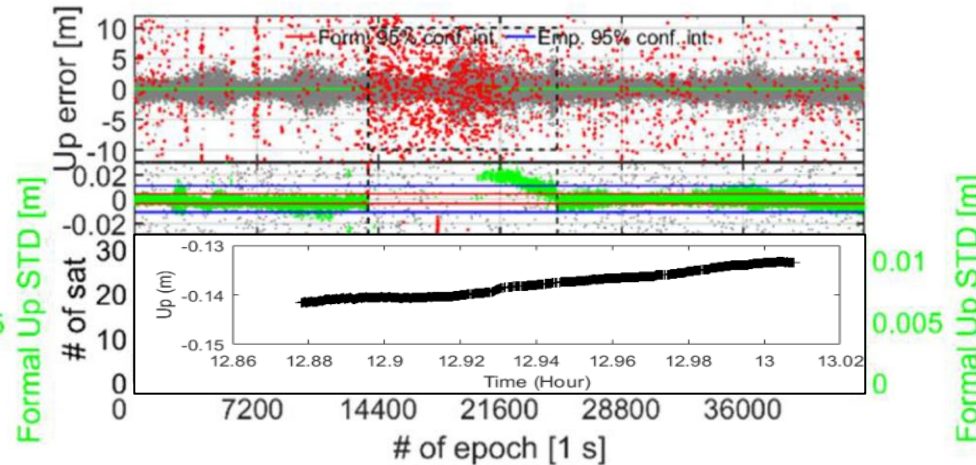 Up error [m]
10
5
0
-5
-10
Form. 95% conf. int.
Emp. 95% conf. int.
0.02
0
-0.02
Formal Up STD [m]
# of sat
30
20
10
0
Up (m)
-0.13
-0.14
-0.15
12.86 12.88 12.9 12.92 12.94 12.96 12.98 13 13.02
Time (Hour)
0.01
0.005
0
Formal Up STD [m]
0 7200 14400 21600 28800 36000
# of epoch [1 s]